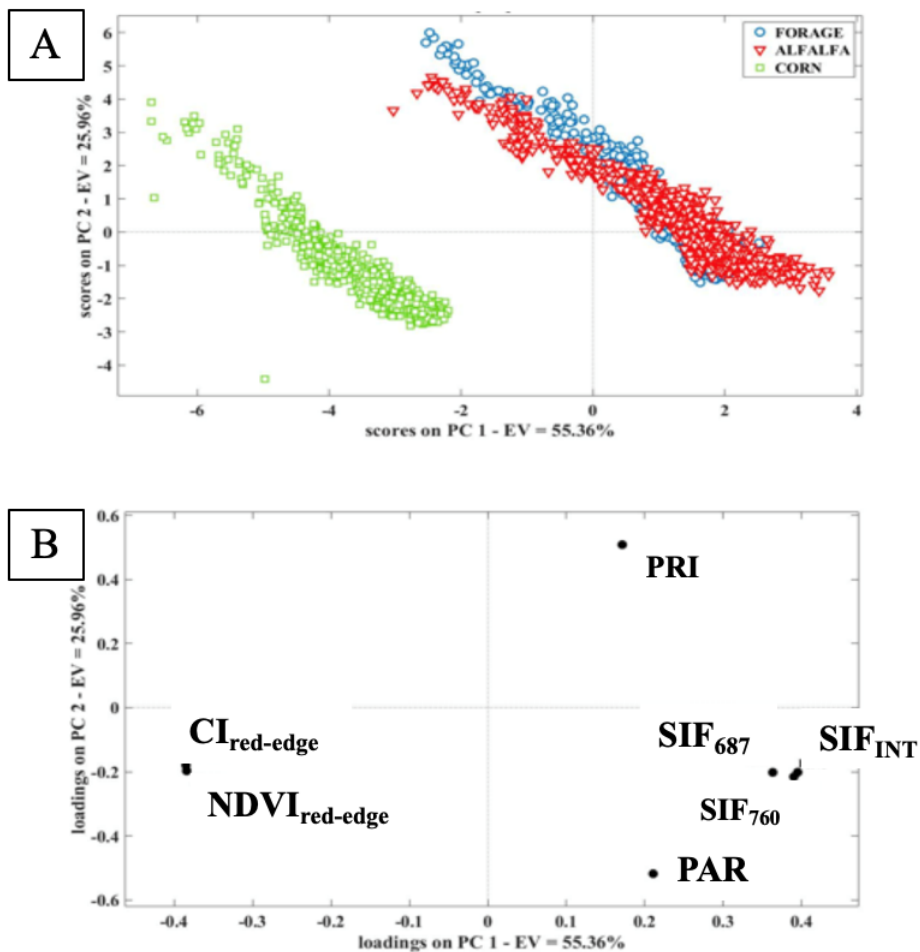 A
FORAGE
ALFALFA
CORN
6
5
4
3
2
1
0
-1
-2
-3
-4
scores on PC 2 - EV = 25.96%
-6
-4
-2
0
2
4
scores on PC 1 - EV = 55.36%
B
0.6
0.4
0.2
0
-0.2
-0.4
-0.6
loadings on PC 2 - EV = 25.96%
PRI
CIred-edge
NDVIred-edge
SIF687
SIFINT
SIF760
PAR
-0.4
-0.3
-0.2
-0.1
0
0.1
0.2
0.3
0.4
loadings on PC 1 - EV = 55.36%